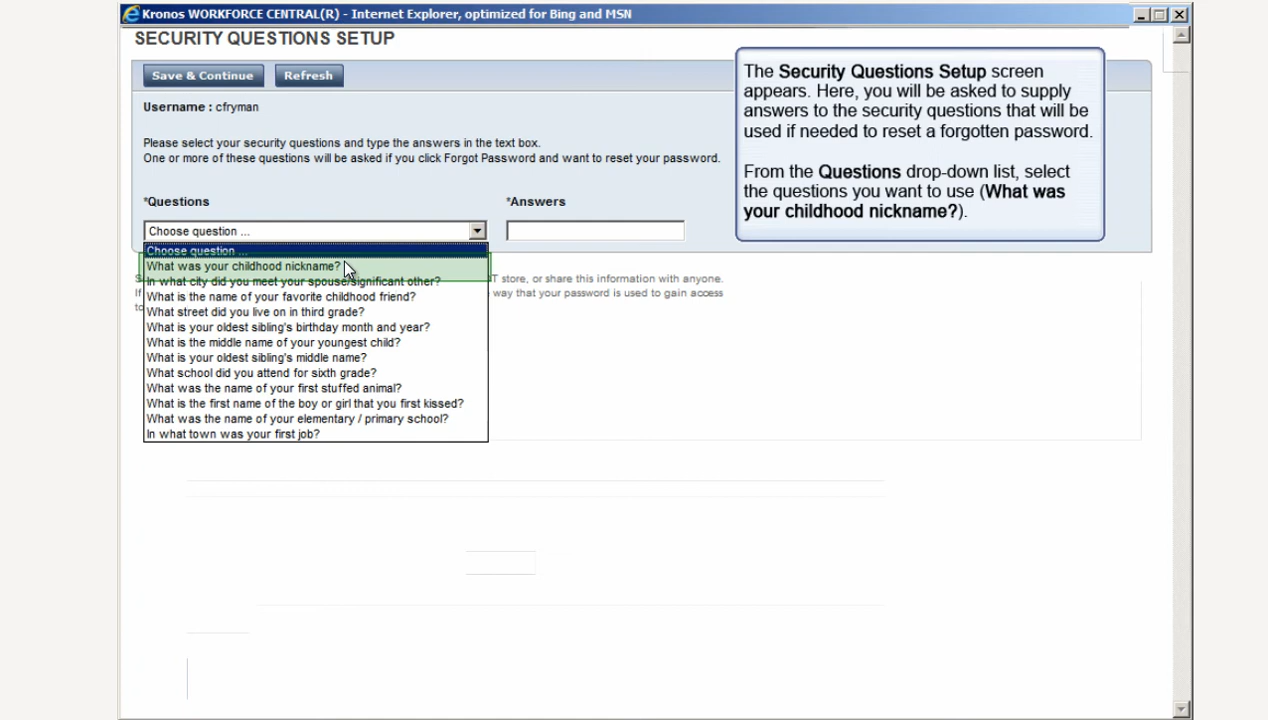 Kronos WORKFORCE CENTRAL(R) - Internet Explorer, optimized for Bing and MSN
SECURITY QUESTIONS SETUP
Save & Continue
Refresh
Username : cfryman
Please select your security questions and type the answers in the text box.
One or more of these questions will be asked if you click Forgot Password and want to reset your password.
*Questions
*Answers
Choose question ...
Choose question ...
What was your childhood nickname?
In what city did you meet your spouse/significant other?
What is the name of your favorite childhood friend?
What street did you live on in third grade?
What is your oldest sibling's birthday month and year?
What is the middle name of your youngest child?
What is your oldest sibling's middle name?
What school did you attend for sixth grade?
What was the name of your first stuffed animal?
What is the first name of the boy or girl that you first kissed?
What was the name of your elementary / primary school?
In what town was your first job?
store, or share this information with anyone.
way that your password is used to gain access
The Security Questions Setup screen
appears. Here, you will be asked to supply
answers to the security questions that will be
used if needed to reset a forgotten password.
From the Questions drop-down list, select
the questions you want to use (What was
your childhood nickname?).